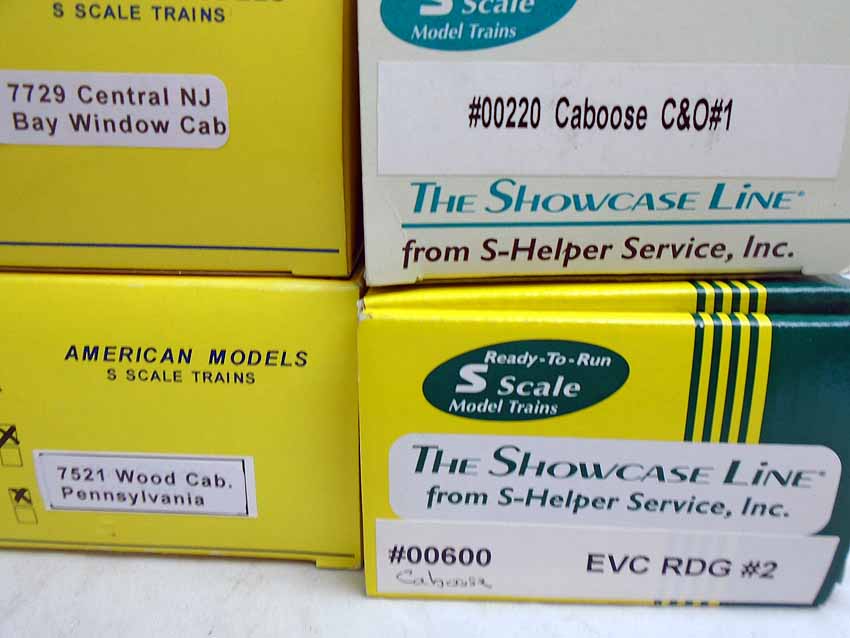 S SCALE TRAINS
7729 Central NJ
Bay Window Cab
S Scale
Model Trains
#00220 Caboose C&O#1
THE SHOWCASE LINE
from S-Helper Service, Inc.
AMERICAN MODELS
S SCALE TRAINS
7521 Wood Cab.
Pennsylvania
Ready-To-Run
S Scale
Model Trains
THE SHOWCASE LINE
from S-Helper Service, Inc.
#00600 EVC RDG #2
Caboose